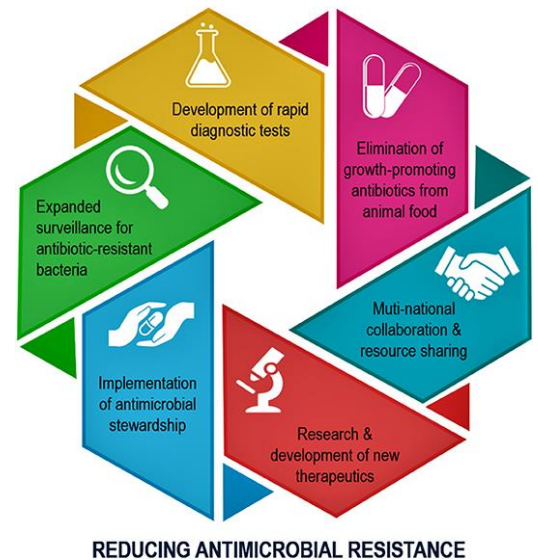 Development of rapid
diagnostic tests
Elimination of
growth-promoting
antibiotics from
animal food
Expanded
surveillance for
antibiotic-resistant
bacteria
Muti-national
collaboration &
resource sharing
Implementation
of antimicrobial
stewardship
Research &
development of new
therapeutics
REDUCING ANTIMICROBIAL RESISTANCE